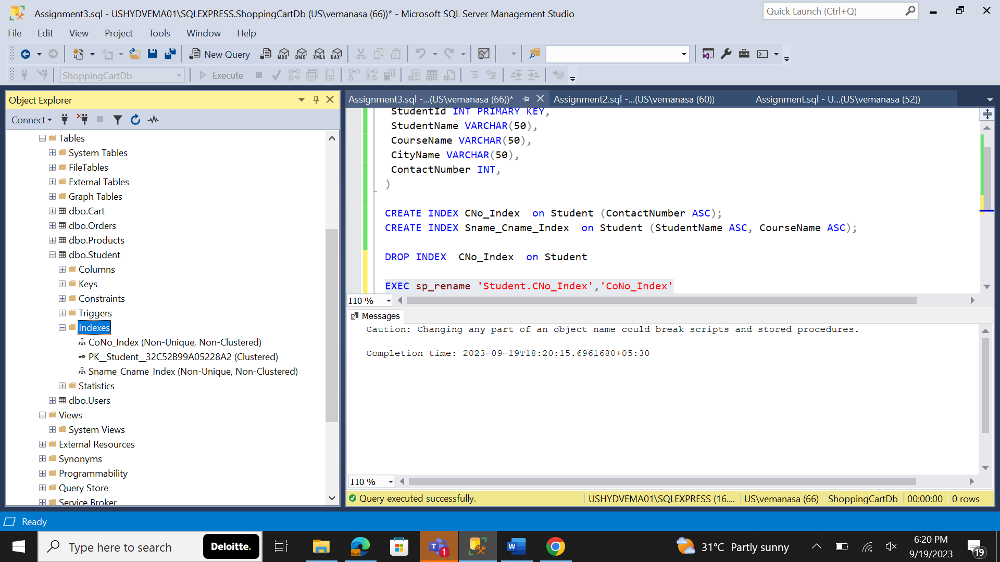 Assignment3.sql - USHYDVEMA01\SQLEXPRESS.ShoppingCartDb (US\vemanasa (66))* - Microsoft SQL Server Management Studio
Quick Launch (Ctrl+Q)
File Edit View Project Tools Window Help
New Query MDX DMX XMLA DAX
ShoppingCartDb Execute
Object Explorer
Connect
Tables
System Tables
FileTables
External Tables
Graph Tables
dbo.Cart
dbo.Orders
dbo.Products
dbo.Student
Columns
Keys
Constraints
Triggers
Indexes
CoNo_Index (Non-Unique, Non-Clustered)
PK__Student__32C52B99A05228A2 (Clustered)
Sname_Cname_Index (Non-Unique, Non-Clustered)
Statistics
dbo.Users
Views
System Views
External Resources
Synonyms
Programmability
Query Store
Service Broker
Assignment3.sql -...(US\vemanasa (66))* Assignment2.sql -...(US\vemanasa (60)) Assignment.sql - U...(US\vemanasa (52))
StudentId INT PRIMARY KEY,
StudentName VARCHAR(50),
CourseName VARCHAR(50),
CityName VARCHAR(50),
ContactNumber INT,
)
CREATE INDEX CNo_Index on Student (ContactNumber ASC);
CREATE INDEX Sname_Cname_Index on Student (StudentName ASC, CourseName ASC);
DROP INDEX CNo_Index on Student
EXEC sp_rename 'Student.CNo_Index','CoNo_Index'
110 %
Messages
Caution: Changing any part of an object name could break scripts and stored procedures.
Completion time: 2023-09-19T18:20:15.6961680+05:30
110 %
Query executed successfully. USHYDVEMA01\SQLEXPRESS (16.... US\vemanasa (66) ShoppingCartDb 00:00:00 0 rows
Ready
Type here to search Deloitte. 1 31°C Partly sunny 6:20 PM
9/19/2023
19